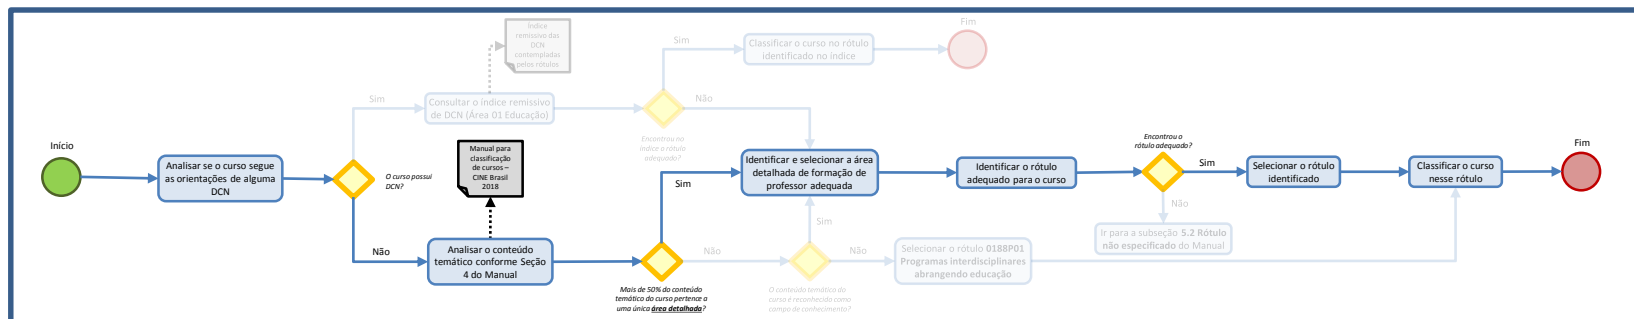 Início
Analisar se o curso segue
as orientações de alguma
DCN
O curso possui
DCN?
Sim
Não
Índice
remissivo das
DCN
contempladas
pelos rótulos
Consultar o índice remissivo
de DCN (Área 01 Educação)
Encontrou no
índice o rótulo
adequado?
Sim
Não
Classificar o curso no rótulo
identificado no índice
Fim
Manual para
classificação
de cursos –
CINE Brasil
2018
Analisar o conteúdo
temático conforme Seção
4 do Manual
Mais de 50% do conteúdo
temático do curso pertence a
uma única área detalhada?
Sim
Não
Identificar e selecionar a área
detalhada de formação de
professor adequada
O conteúdo temático do
curso é reconhecido como
campo de conhecimento?
Sim
Não
Selecionar o rótulo 0188P01
Programas interdisciplinares
abrangendo educação
Identificar o rótulo
adequado para o curso
Encontrou o
rótulo adequado?
Sim
Não
Ir para a subseção 5.2 Rótulo
não especificado do Manual
Selecionar o rótulo
identificado
Classificar o curso
nesse rótulo
Fim